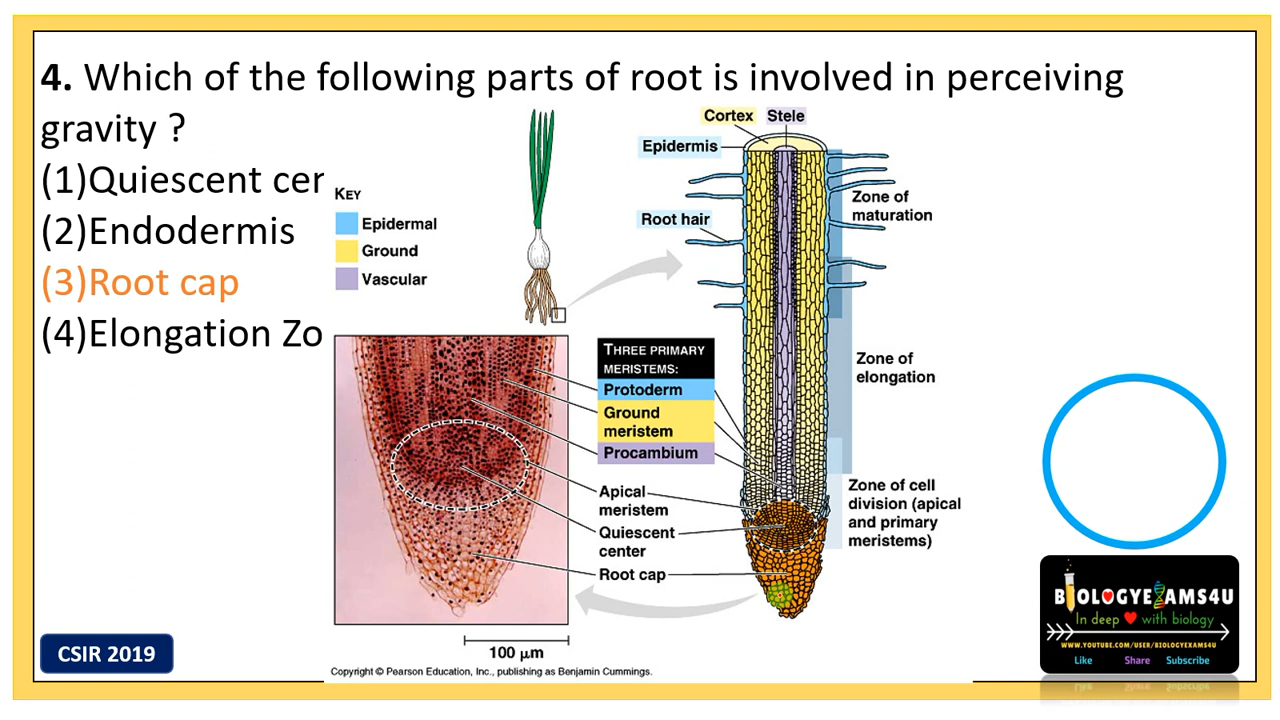 4. Which of the following parts of root is involved in perceiving
gravity ?
(1)Quiescent cer
(2)Endodermis
(3)Root cap
(4)Elongation Zo
KEY
Epidermal
Ground
Vascular
Cortex Stele
Epidermis
Root hair
Zone of
maturation
Zone of
elongation
THREE PRIMARY
MERISTEMS:
Protoderm
Ground
meristem
Procambium
Apical
meristem
Quiescent
center
Root cap
Zone of cell
division (apical
and primary
meristems)
100 μm
Copyright © Pearson Education, Inc., publishing as Benjamin Cummings.
CSIR 2019
BIOLOGYEXAMS4U
In deep ❤ with biology
WWW.YOUTUBE.COM/USER/BIOLOGYEXAMS4U
Like Share Subscribe